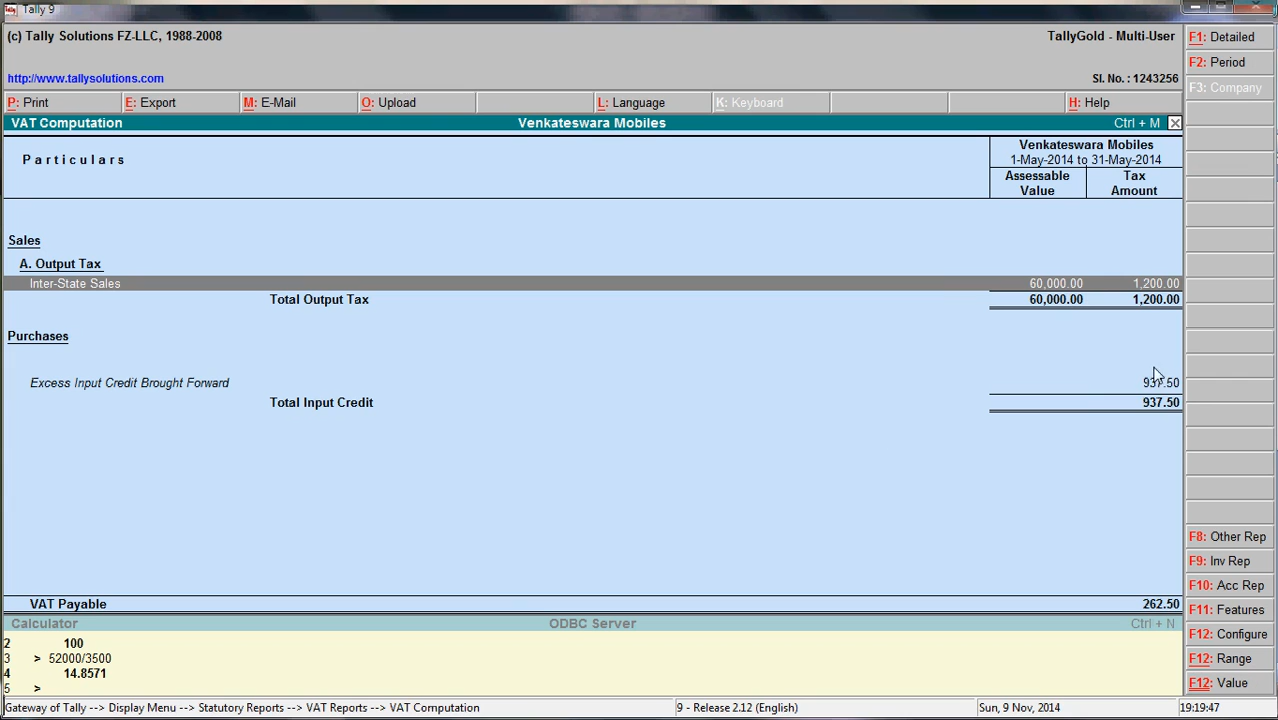 Tally 9
(c) Tally Solutions FZ-LLC, 1988-2008
TallyGold - Multi-User
http://www.tallysolutions.com
Sl. No. : 1243256
P: Print E: Export M: E-Mail O: Upload L: Language K: Keyboard H: Help
VAT Computation Venkateswara Mobiles Ctrl + M
Particulars
Venkateswara Mobiles
1-May-2014 to 31-May-2014
Assessable Value
Tax Amount
Sales
A. Output Tax
Inter-State Sales 60,000.00 1,200.00
Total Output Tax 60,000.00 1,200.00
Purchases
Excess Input Credit Brought Forward 937.50
Total Input Credit 937.50
VAT Payable 262.50
Calculator ODBC Server Ctrl + N
2 100
3 > 52000/3500
4 14.8571
5 >
Gateway of Tally --> Display Menu --> Statutory Reports --> VAT Reports --> VAT Computation
9 - Release 2.12 (English)
Sun, 9 Nov, 2014
19:19:47
F1: Detailed
F2: Period
F3: Company
F8: Other Rep
F9: Inv Rep
F10: Acc Rep
F11: Features
F12: Configure
F12: Range
F12: Value